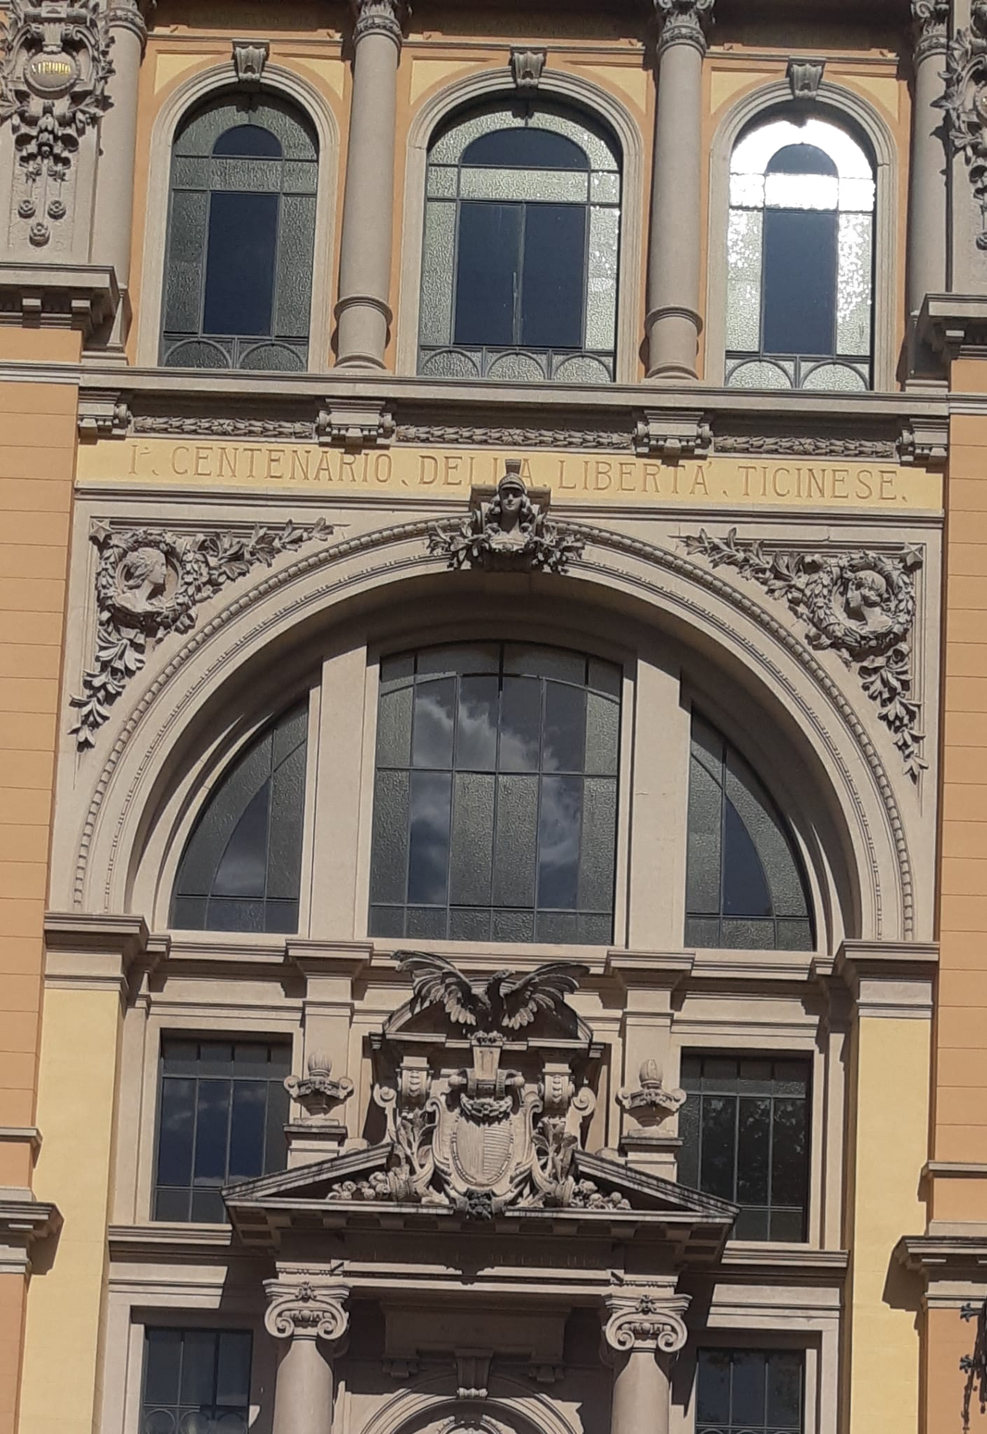 I°. CENTENARIO . DELLA . LIBERTA' . TICINESE .